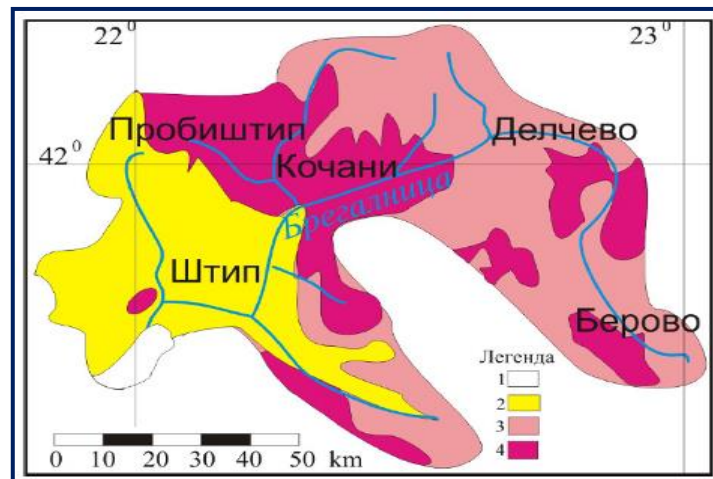 22⁰
23⁰
Пробиштип
Делчево
42⁰
Кочани
Брегалница
Штип
Берово
Легенда
1
2
3
4
0 10 20 30 40 50 km